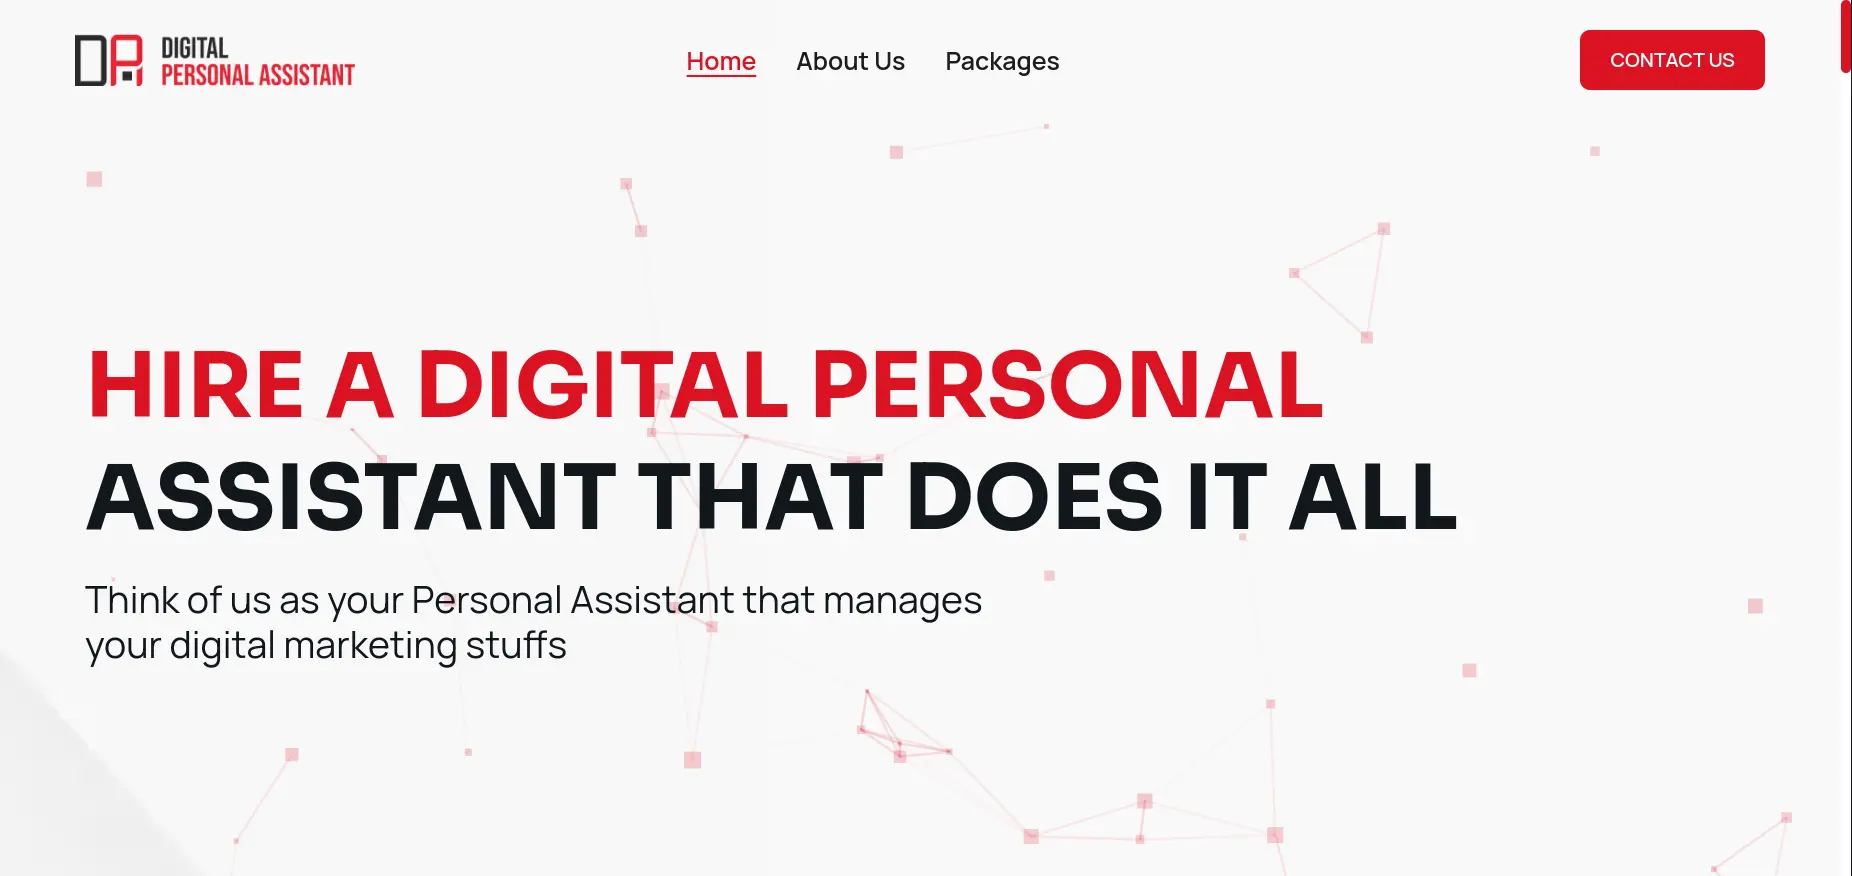 DIGITAL
PERSONAL ASSISTANT
Home About Us Packages
CONTACT US
HIRE A DIGITAL PERSONAL
ASSISTANT THAT DOES IT ALL
Think of us as your Personal Assistant that manages
your digital marketing stuffs